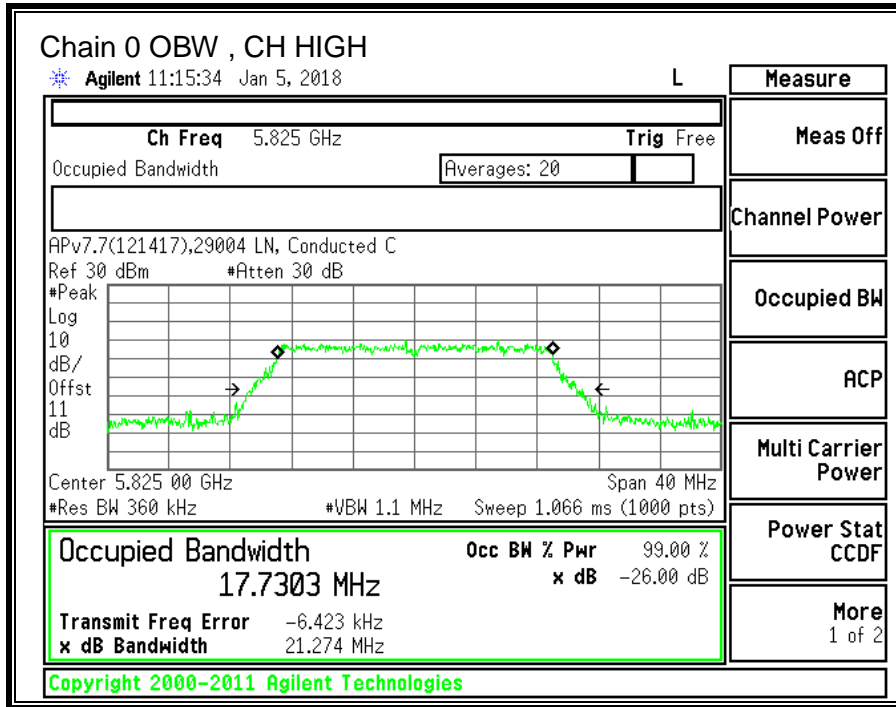 Chain 0 OBW , CH HIGH
Agilent 11:15:34 Jan 5, 2018 L
Measure
Ch Freq 5.825 GHz Trig Free
Occupied Bandwidth Averages: 20
APv7.7(121417),29004 LN, Conducted C
Ref 30 dBm #Atten 30 dB
#Peak
Log
10
dB/
Offst
11
dB
Center 5.825 00 GHz Span 40 MHz
#Res BW 360 kHz #VBW 1.1 MHz Sweep 1.066 ms (1000 pts)
Occupied Bandwidth Occ BW % Pwr 99.00 %
17.7303 MHz x dB -26.00 dB
Transmit Freq Error -6.423 kHz
x dB Bandwidth 21.274 MHz
Copyright 2000-2011 Agilent Technologies
Meas Off
Channel Power
Occupied BW
ACP
Multi Carrier
Power
Power Stat
CCDF
More
1 of 2